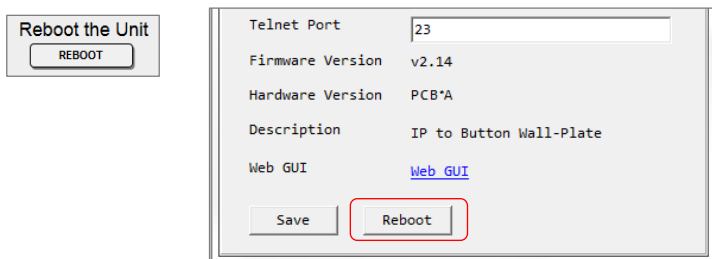 Reboot the Unit
REBOOT
Telnet Port 23
Firmware Version v2.14
Hardware Version PCB*A
Description IP to Button Wall-Plate
Web GUI Web GUI
Save Reboot